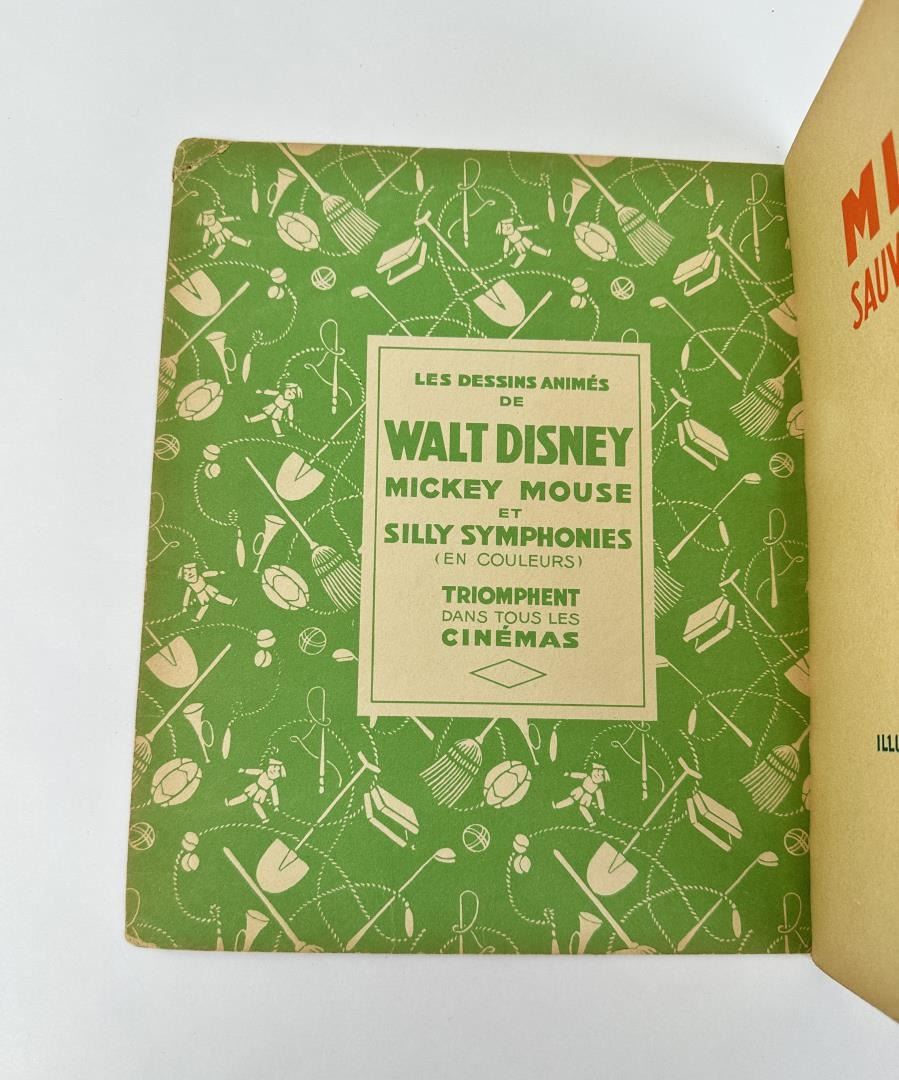 LES DESSINS ANIMÉS
DE
WALT DISNEY
MICKEY MOUSE
ET
SILLY SYMPHONIES
(EN COULEURS)
TRIOMPHENT
DANS TOUS LES
CINÉMAS